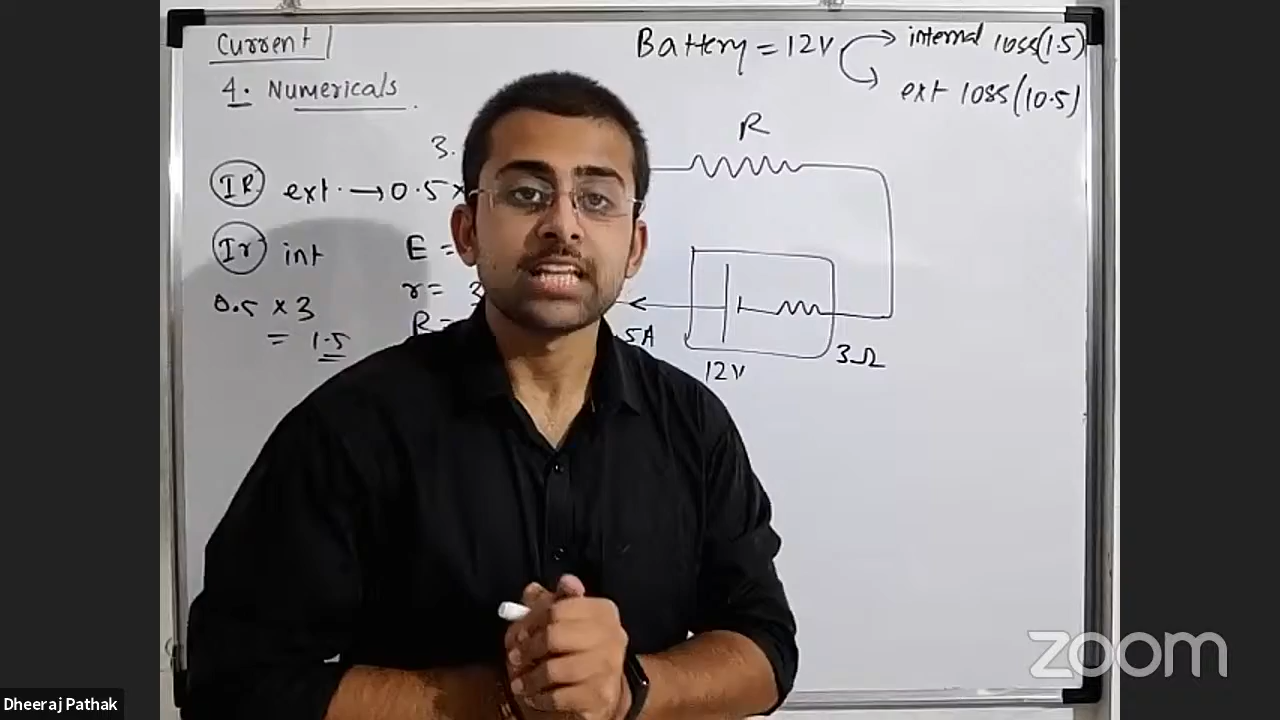 Current
4. Numericals
Battery = 12V
internal loss (1.5)
ext loss (10.5)
R
3.
IR ext. → 0.5 ×
Ir int
E =
0.5 × 3
= 1.5
r = 3
R =
5A
12V
3Ω
zoom
Dheeraj Pathak